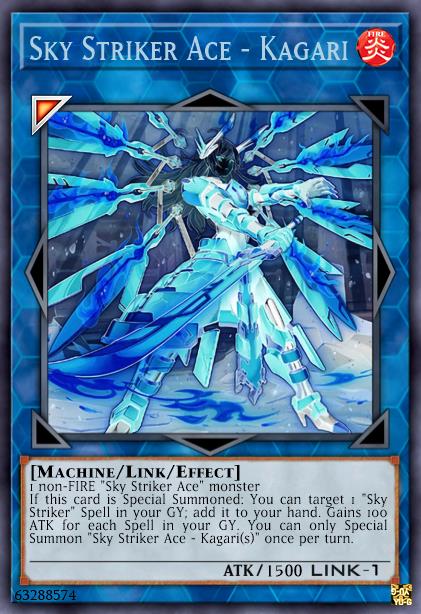 SKY STRIKER ACE - KAGARI
FIRE
炎
[MACHINE/LINK/EFFECT]
1 non-FIRE "Sky Striker Ace" monster
If this card is Special Summoned: You can target 1 "Sky
Striker" Spell in your GY; add it to your hand. Gains 100
ATK for each Spell in your GY. You can only Special
Summon "Sky Striker Ace - Kagari(s)" once per turn.
ATK/1500 LINK-1
63288574